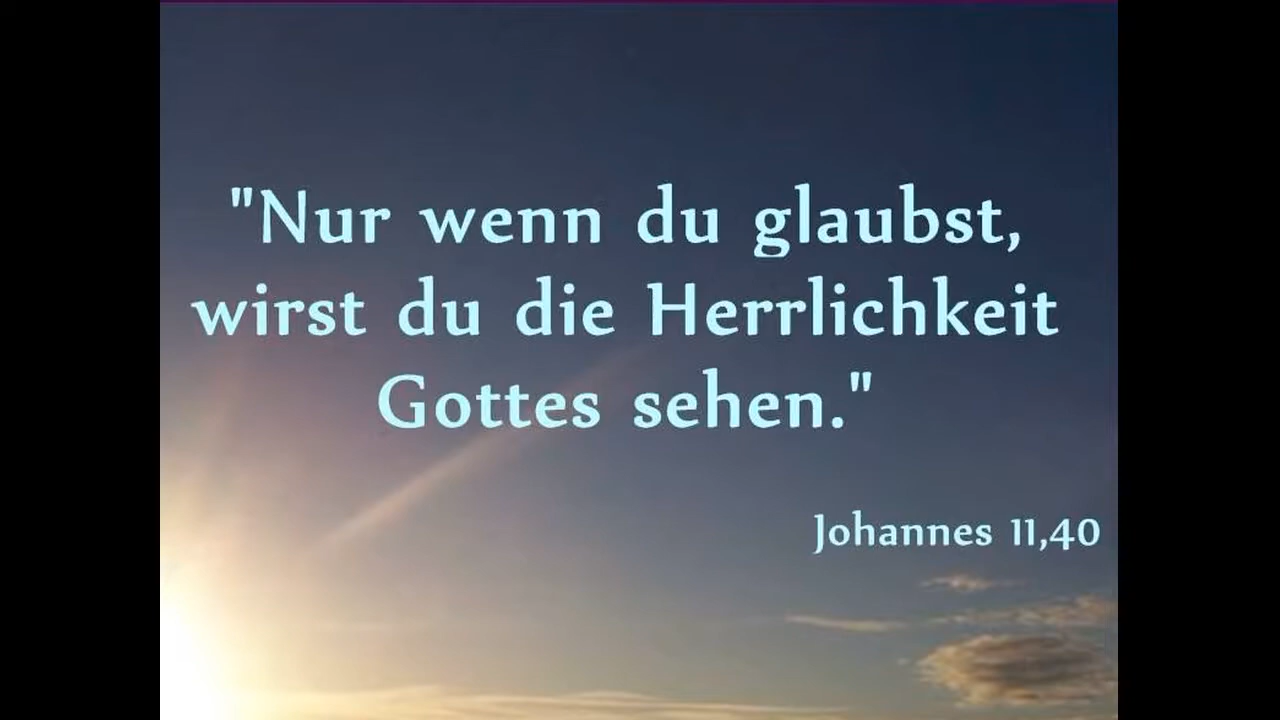 "Nur wenn du glaubst,
wirst du die Herrlichkeit
Gottes sehen."
Johannes 11,40